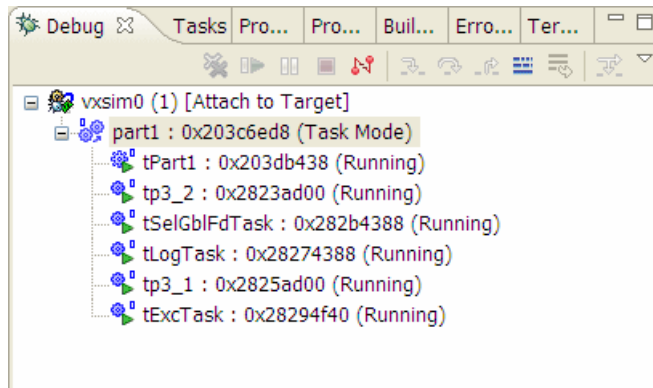 Debug Tasks Pro... Pro... Buil... Erro... Ter...
vxsim0 (1) [Attach to Target]
part1 : 0x203c6ed8 (Task Mode)
tPart1 : 0x203db438 (Running)
tp3_2 : 0x2823ad00 (Running)
tSelGblFdTask : 0x282b4388 (Running)
tLogTask : 0x28274388 (Running)
tp3_1 : 0x2825ad00 (Running)
tExcTask : 0x28294f40 (Running)